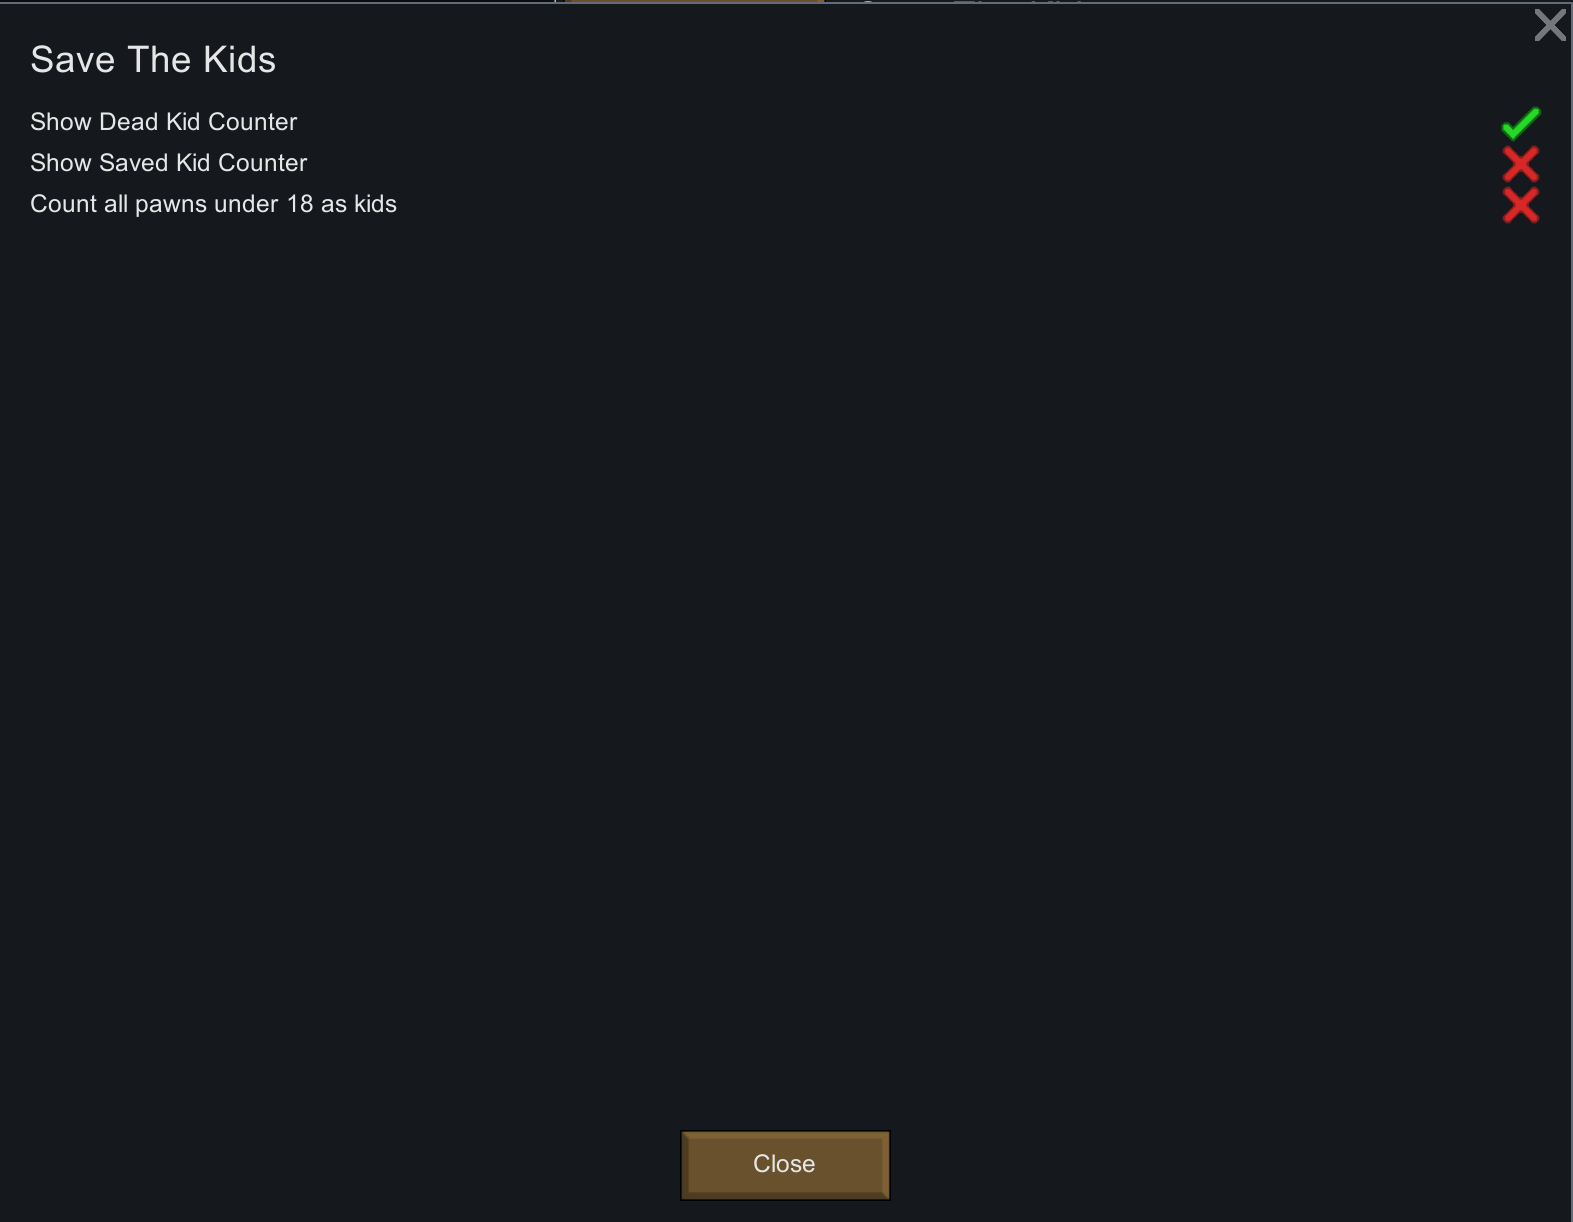 Save The Kids
Show Dead Kid Counter
Show Saved Kid Counter
Count all pawns under 18 as kids
Close